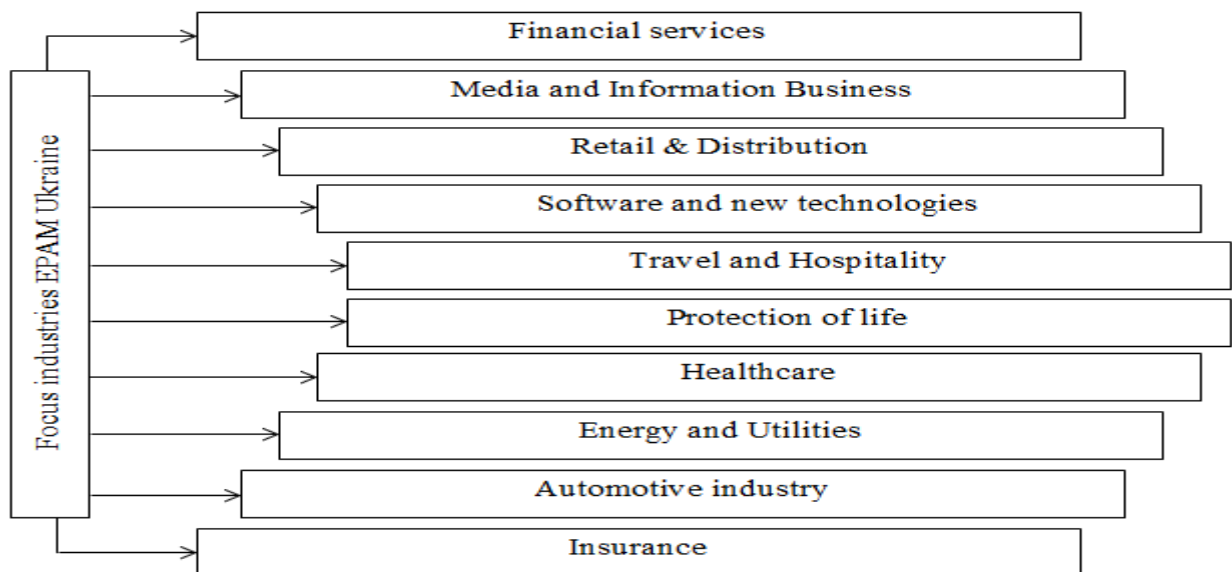 Focus industries EPAM Ukraine
Financial services
Media and Information Business
Retail & Distribution
Software and new technologies
Travel and Hospitality
Protection of life
Healthcare
Energy and Utilities
Automotive industry
Insurance